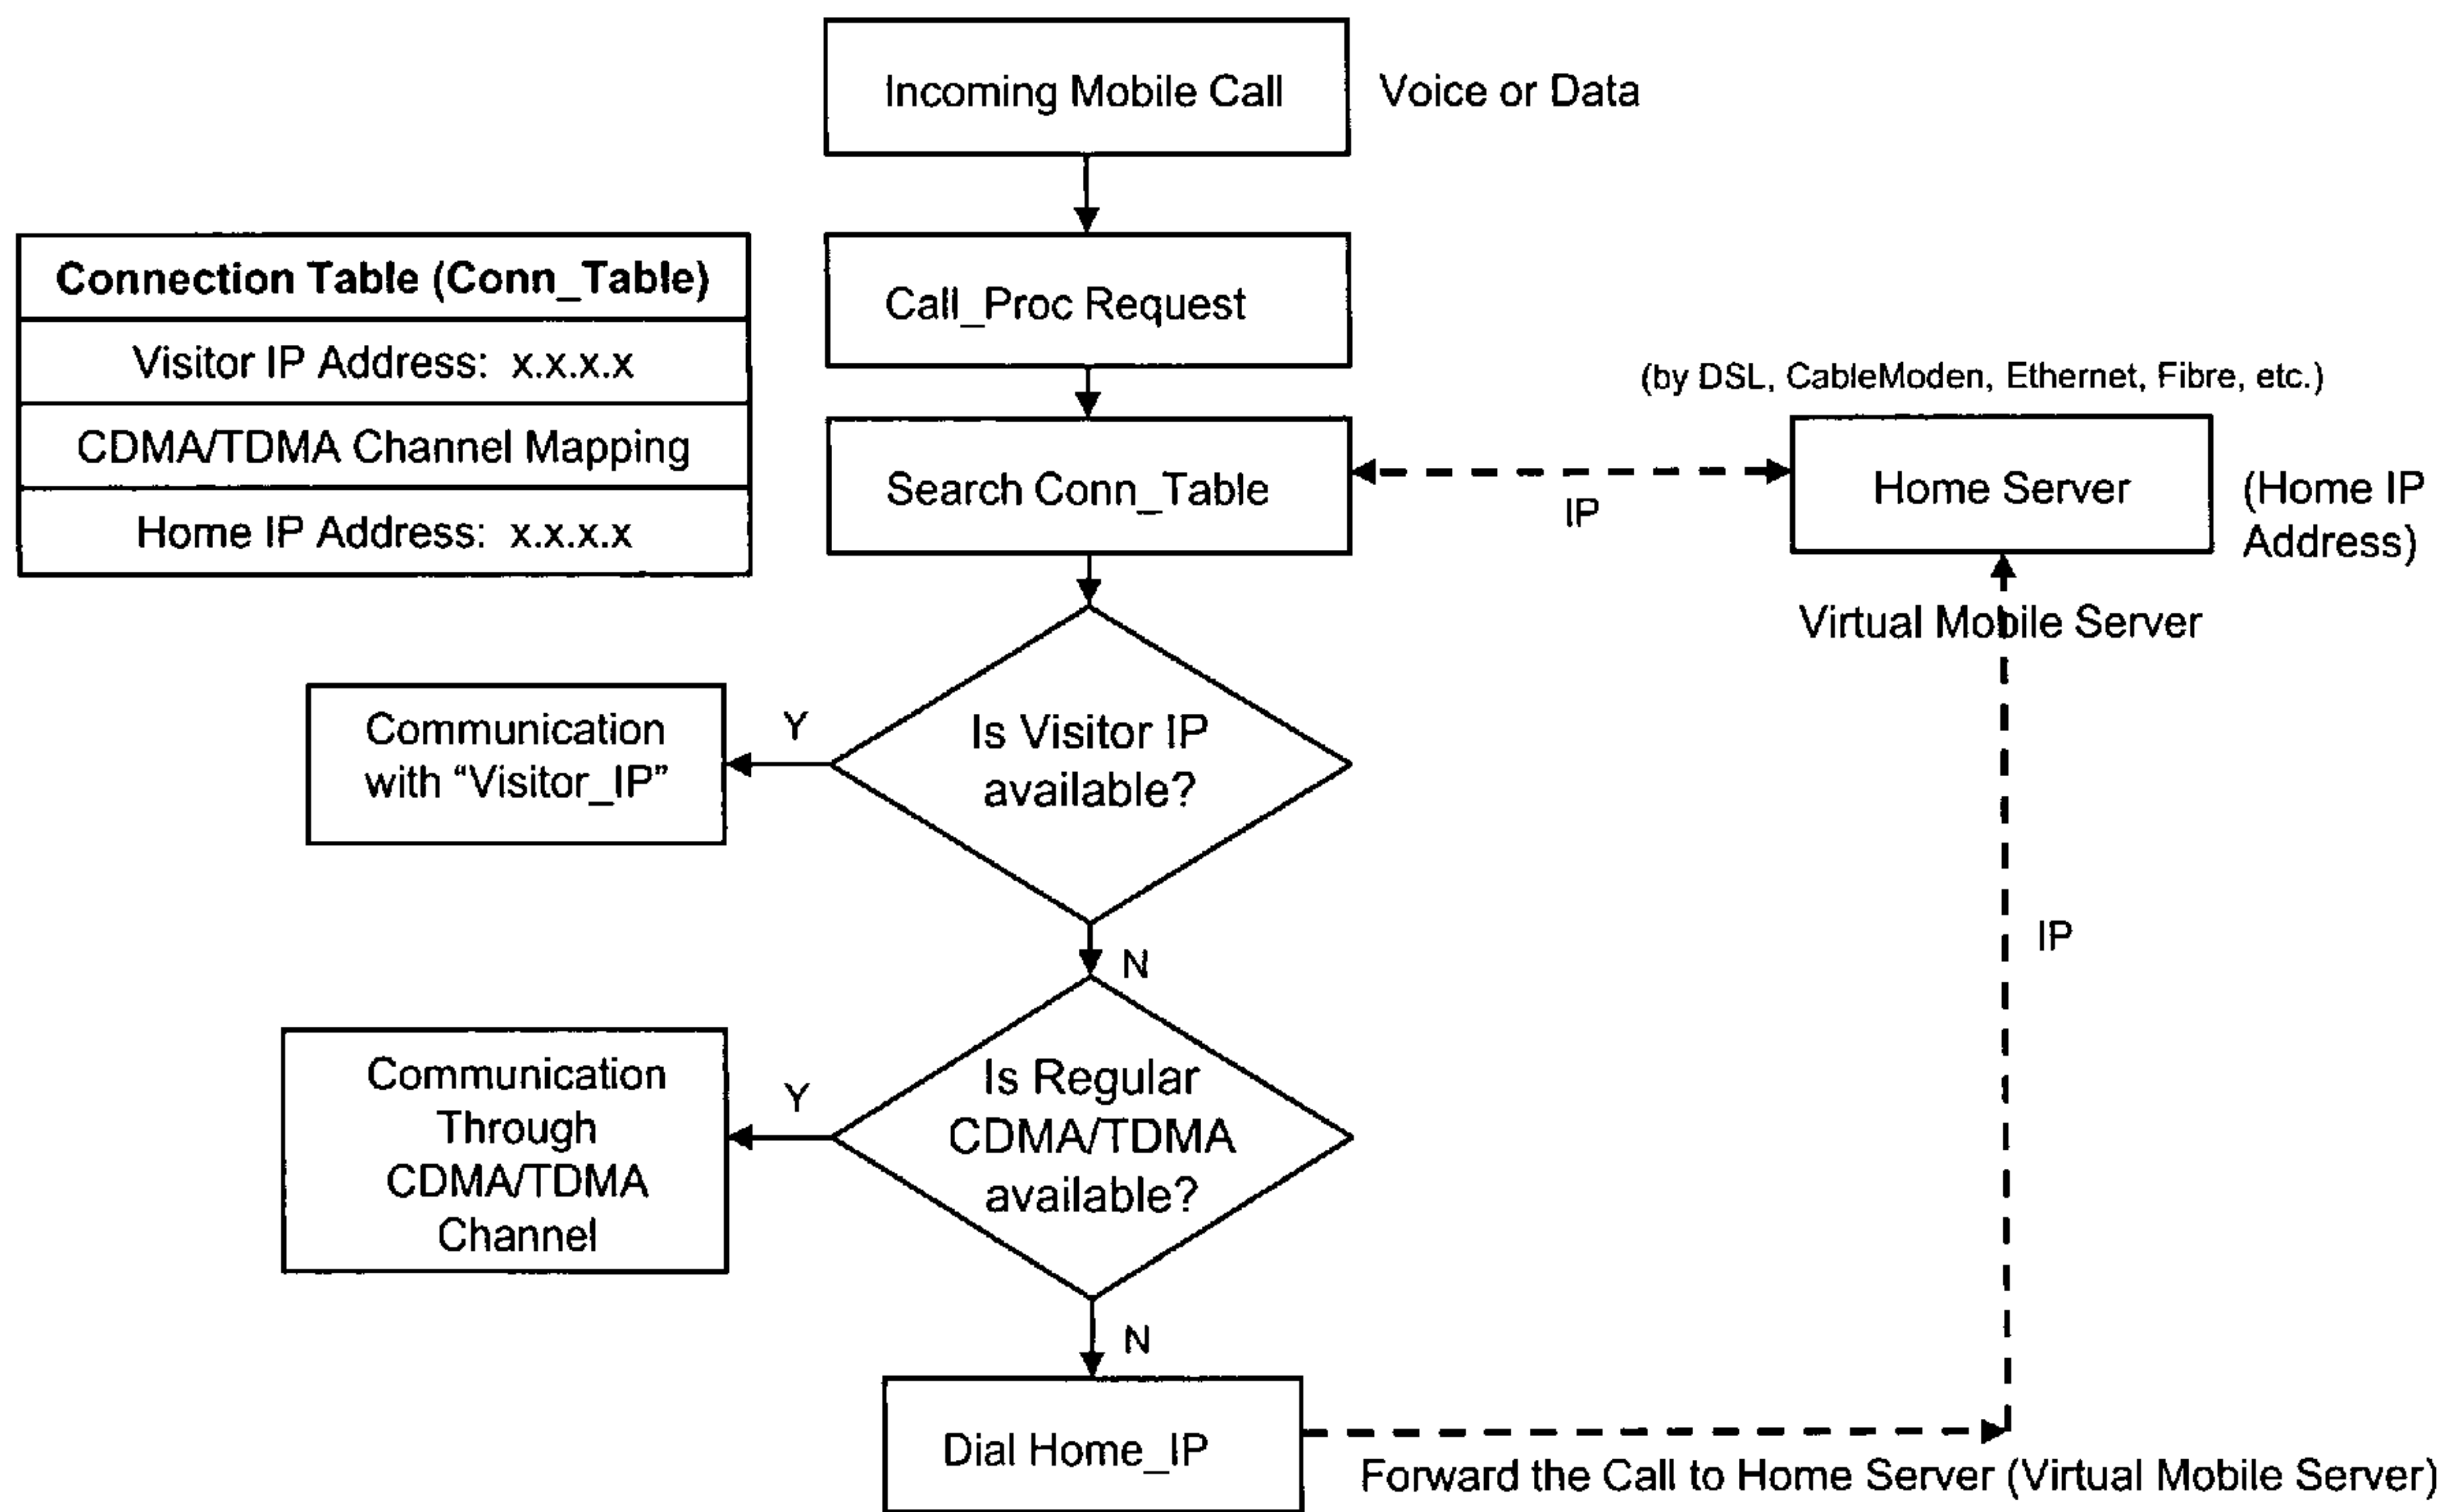 Incoming Mobile Call
Voice or Data
Connection Table (Conn_Table)
Visitor IP Address: x.x.x.x
CDMA/TDMA Channel Mapping
Home IP Address: x.x.x.x
Call_Proc Request
Search Conn_Table
IP
(by DSL, CableModen, Ethernet, Fibre, etc.)
Home Server
(Home IP
Address)
Virtual Mobile Server
Is Visitor IP
available?
Y
Communication
with “Visitor_IP”
N
IP
Is Regular
CDMA/TDMA
available?
Y
Communication
Through
CDMA/TDMA
Channel
N
Dial Home_IP
Forward the Call to Home Server (Virtual Mobile Server)